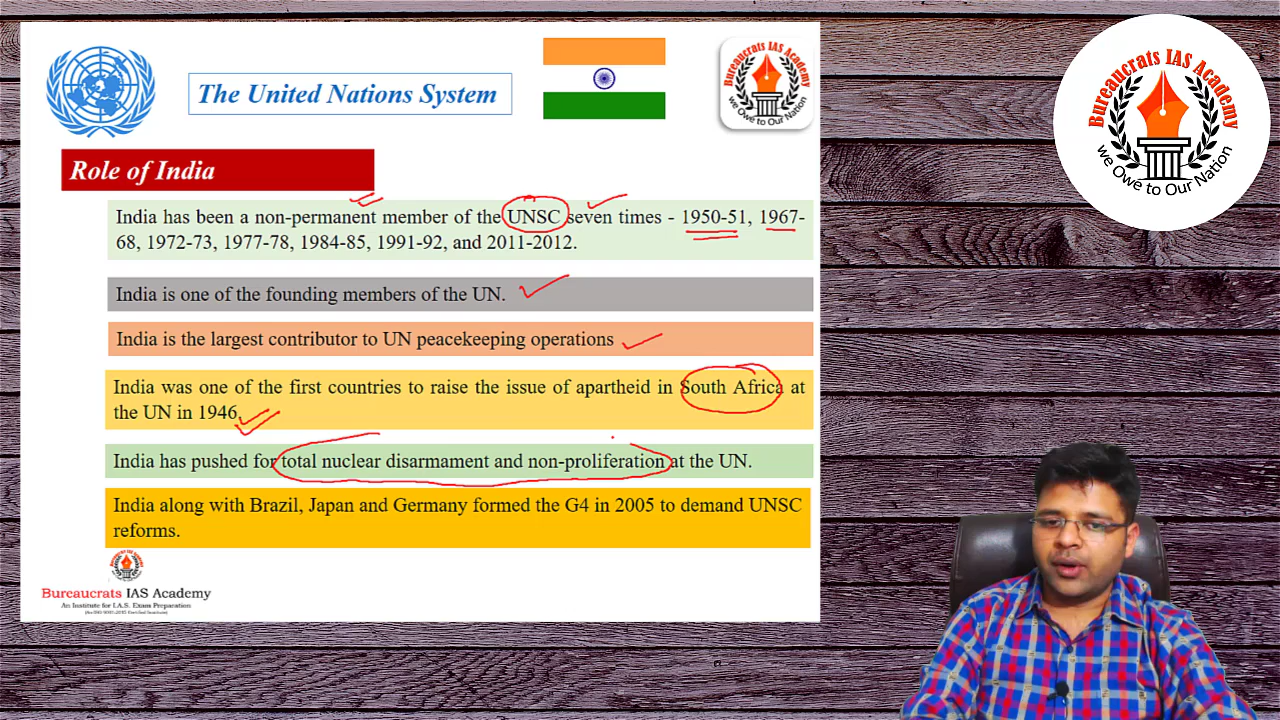 The United Nations System
Bureaucrats IAS Academy
We Owe to Our Nation
Bureaucrats IAS Academy
We Owe to Our Nation
Role of India
India has been a non-permanent member of the UNSC seven times - 1950-51, 1967-
68, 1972-73, 1977-78, 1984-85, 1991-92, and 2011-2012.
India is one of the founding members of the UN.
India is the largest contributor to UN peacekeeping operations
India was one of the first countries to raise the issue of apartheid in South Africa at
the UN in 1946.
India has pushed for total nuclear disarmament and non-proliferation at the UN.
India along with Brazil, Japan and Germany formed the G4 in 2005 to demand UNSC
reforms.
Bureaucrats IAS Academy
An Institute for I.A.S. Exam Preparation